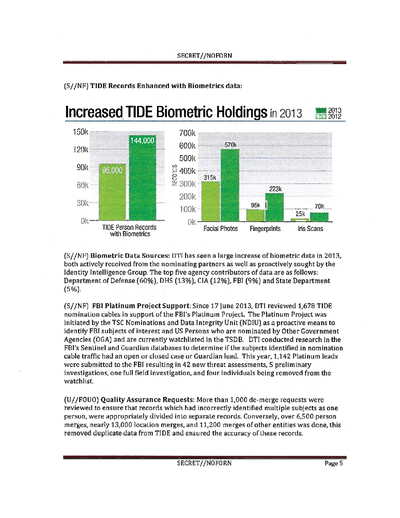 SECRET//NOFORN
(S//NF) TIDE Records Enhanced with Biometrics data:
Increased TIDE Biometric Holdings in 2013
2013
2012
150k
120k
90k
60k
30k
0k
144,000
96,000
TIDE Person Records
with Biometrics
700k
600k
500k
400k
300k
200k
100k
0k
RECORDS
315k
570k
96k
223k
25k
70k
Facial Photos
Fingerprints
Iris Scans
(S//NF) Biometric Data Sources: DTI has seen a large increase of biometric data in 2013,
both actively received from the nominating partners as well as proactively sought by the
Identity Intelligence Group. The top five agency contributors of data are as follows:
Department of Defense (60%), DHS (13%), CIA (12%), FBI (9%) and State Department
(5%).
(S//NF) FBI Platinum Project Support: Since 17 June 2013, DTI reviewed 1,678 TIDE
nomination cables in support of the FBI's Platinum Project. The Platinum Project was
initiated by the TSC Nominations and Data Integrity Unit (NDIU) as a proactive means to
identify FBI subjects of interest and US Persons who are nominated by Other Government
Agencies (OGA) and are currently watchlisted in the TSDB. DTI conducted research in the
FBI's Sentinel and Guardian databases to determine if the subjects identified in nomination
cable traffic had an open or closed case or Guardian lead. This year, 1,142 Platinum leads
were submitted to the FBI resulting in 42 new threat assessments, 5 preliminary
investigations, one full field investigation, and four individuals being removed from the
watchlist.
(U//FOUO) Quality Assurance Requests: More than 1,000 de-merge requests were
reviewed to ensure that records which had incorrectly identified multiple subjects as one
person, were appropriately divided into separate records. Conversely, over 6,500 person
merges, nearly 13,000 location merges, and 11,200 merges of other entities was done, this
removed duplicate data from TIDE and ensured the accuracy of these records.
SECRET//NOFORN
Page 5